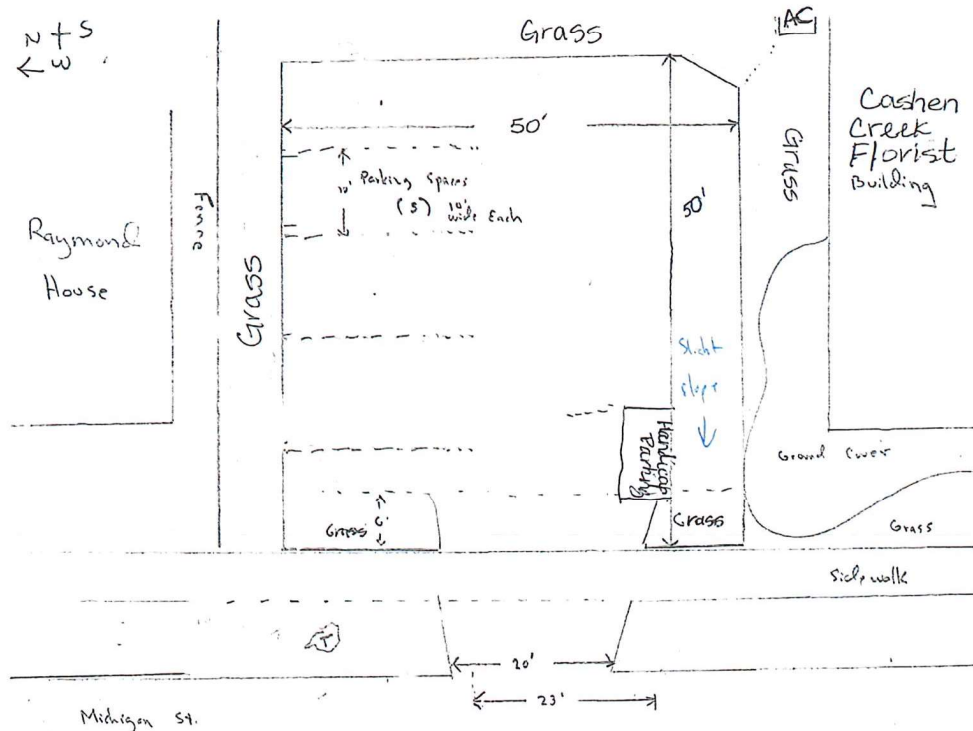 N S
W
Grass
AC
Cashen
Creek
Florist
Building
50'
Grass
Parking Spaces
(5) 10'
wide Each
10'
50'
Fence
Raymond
House
Grass
Slight
slope
Handicap
Parking
Ground Cover
6'
Grass
Grass
Grass
Sidewalk
T
20'
23'
Michigan St.